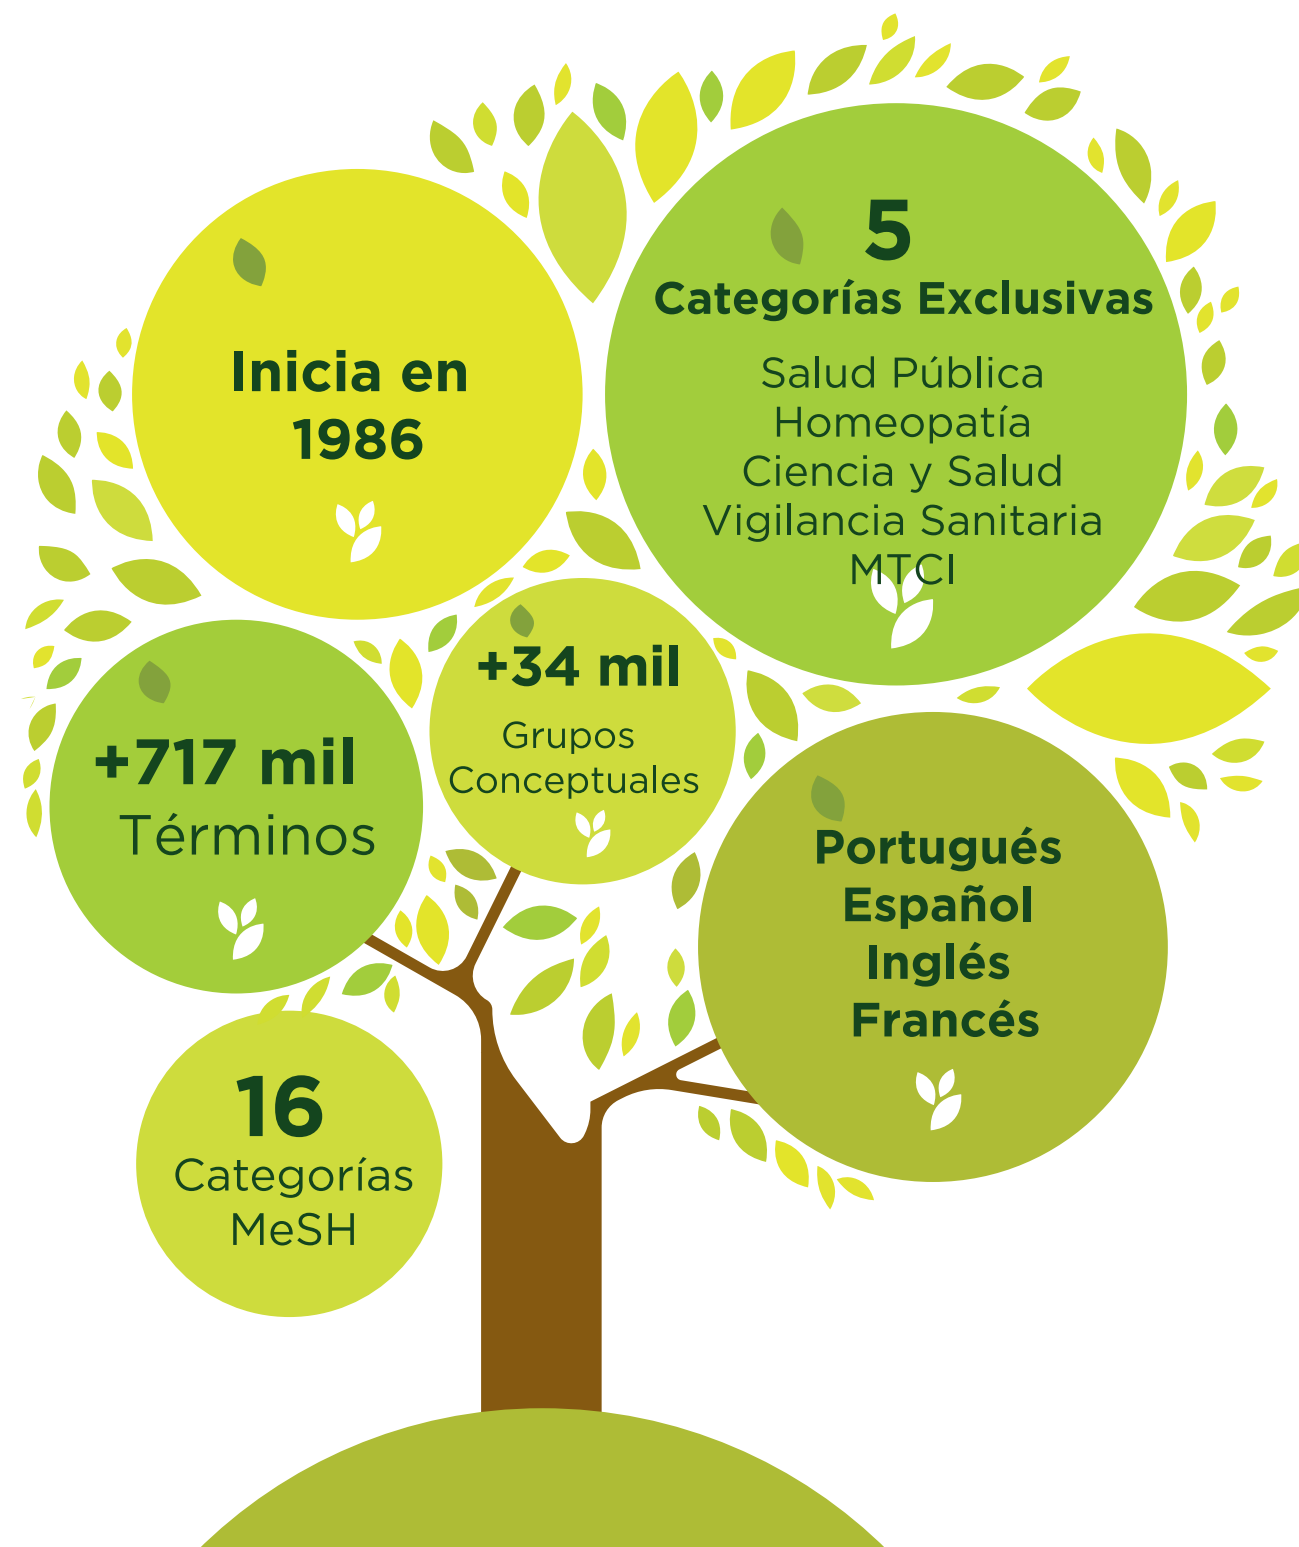 Inicia en
1986
5
Categorías Exclusivas
Salud Pública
Homeopatía
Ciencia y Salud
Vigilancia Sanitaria
MTCI
+34 mil
Grupos
Conceptuales
+717 mil
Términos
Portugués
Español
Inglés
Francés
16
Categorías
MeSH